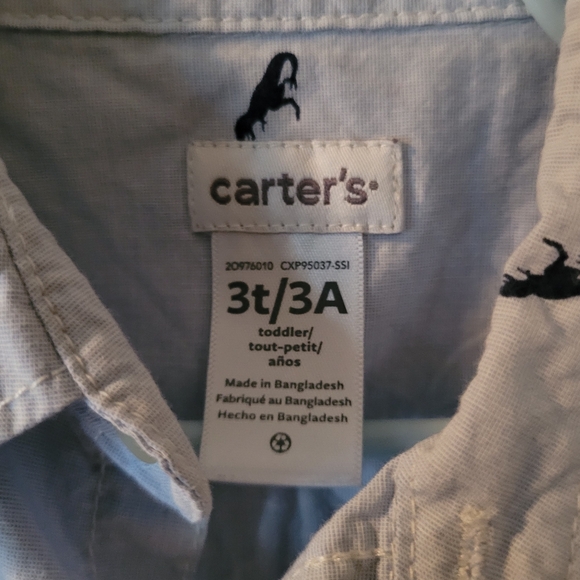 carter's
2O976010 CXP95037-SSI
3t/3A
toddler/
tout-petit/
años
Made in Bangladesh
Fabriqué au Bangladesh
Hecho en Bangladesh